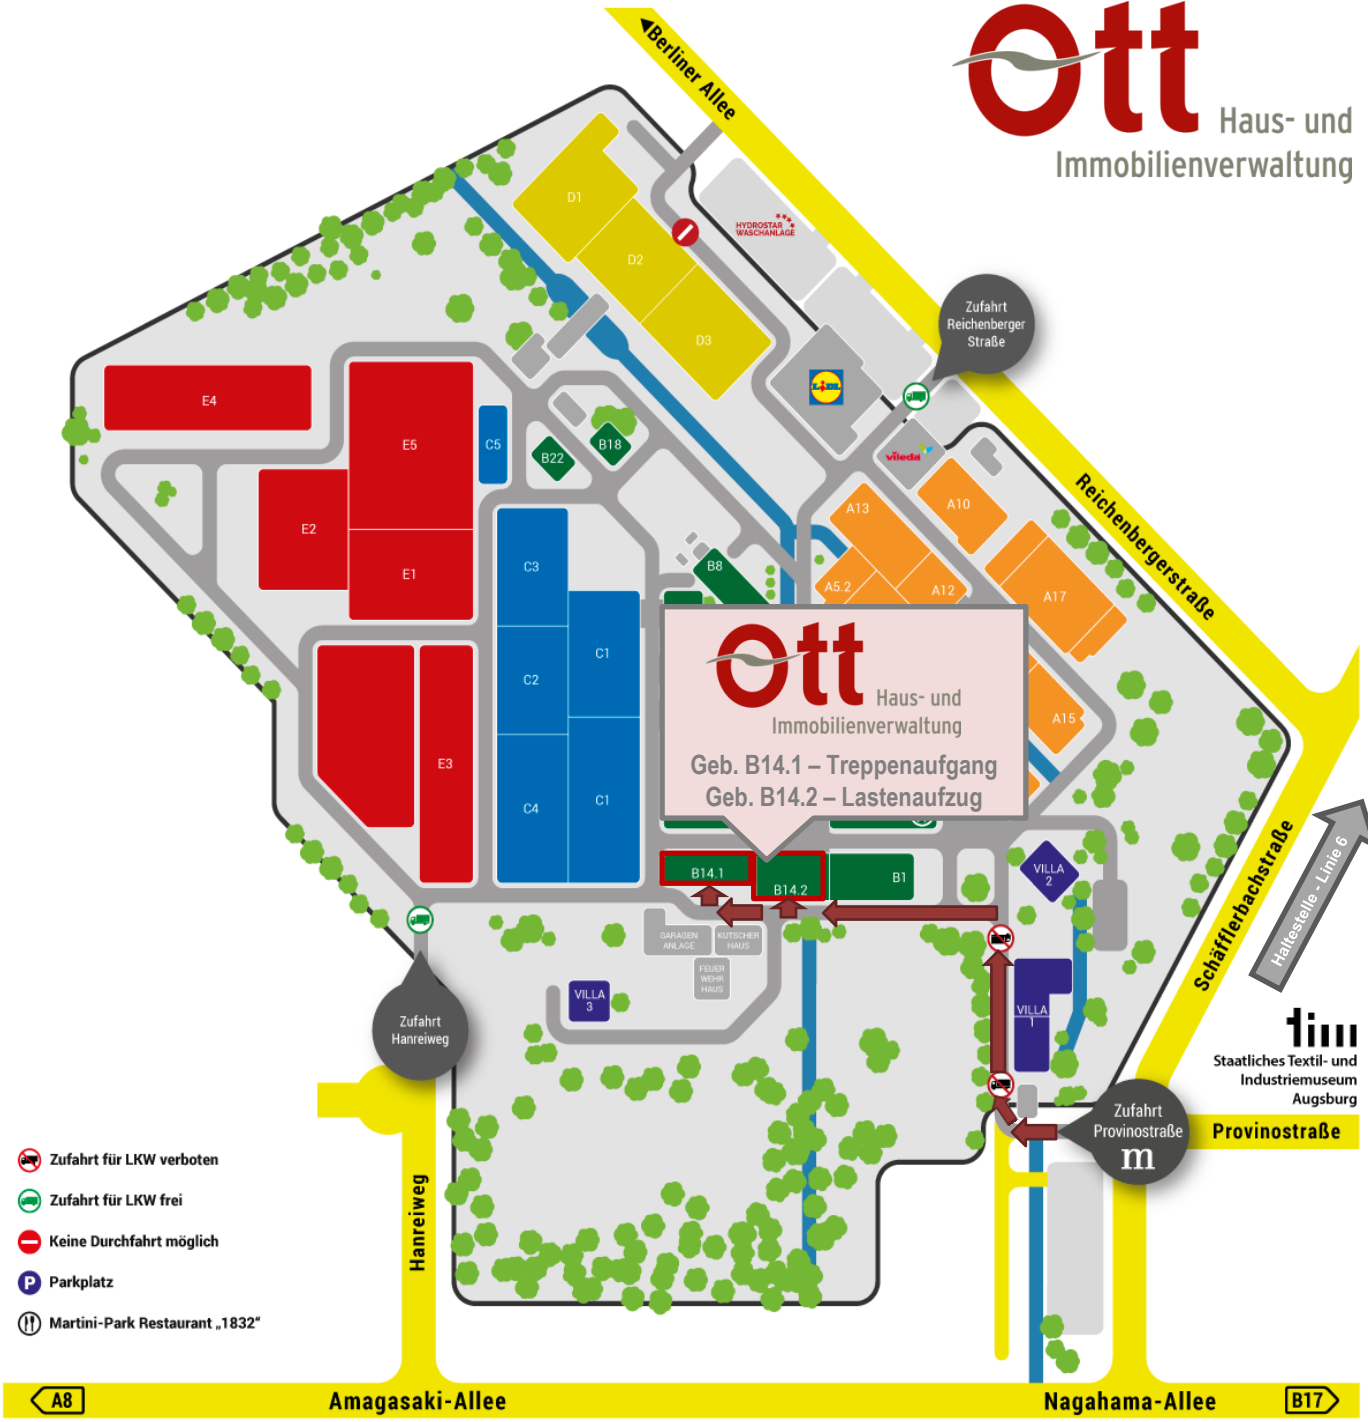 Ott
Haus- und
Immobilienverwaltung
Berliner Allee
HYDROSTAR
WASCHANLAGE
Zufahrt
Reichenberger
Straße
LIDL
vileda
Reichenbergerstraße
D1
D2
D3
E4
E5
C5
B22
B18
E2
E1
C3
A13
A10
B8
A5.2
A12
A17
C1
C2
A15
E3
C4
C1
Ott
Haus- und
Immobilienverwaltung
Geb. B14.1 – Treppenaufgang
Geb. B14.2 – Lastenaufzug
B14.1
B14.2
B1
VILLA
2
GARAGEN
ANLAGE
KUTSCHER
HAUS
FEUER
WEHR
HAUS
VILLA
3
VILLA
1
Schäfflerbachstraße
Haltestelle - Linie 6
Zufahrt
Hanreiweg
tim
Staatliches Textil- und
Industriemuseum
Augsburg
Zufahrt
Provinostraße
m
Provinostraße
Hanreiweg
Zufahrt für LKW verboten
Zufahrt für LKW frei
Keine Durchfahrt möglich
P Parkplatz
Martini-Park Restaurant „1832“
A8
Amagasaki-Allee
Nagahama-Allee
B17